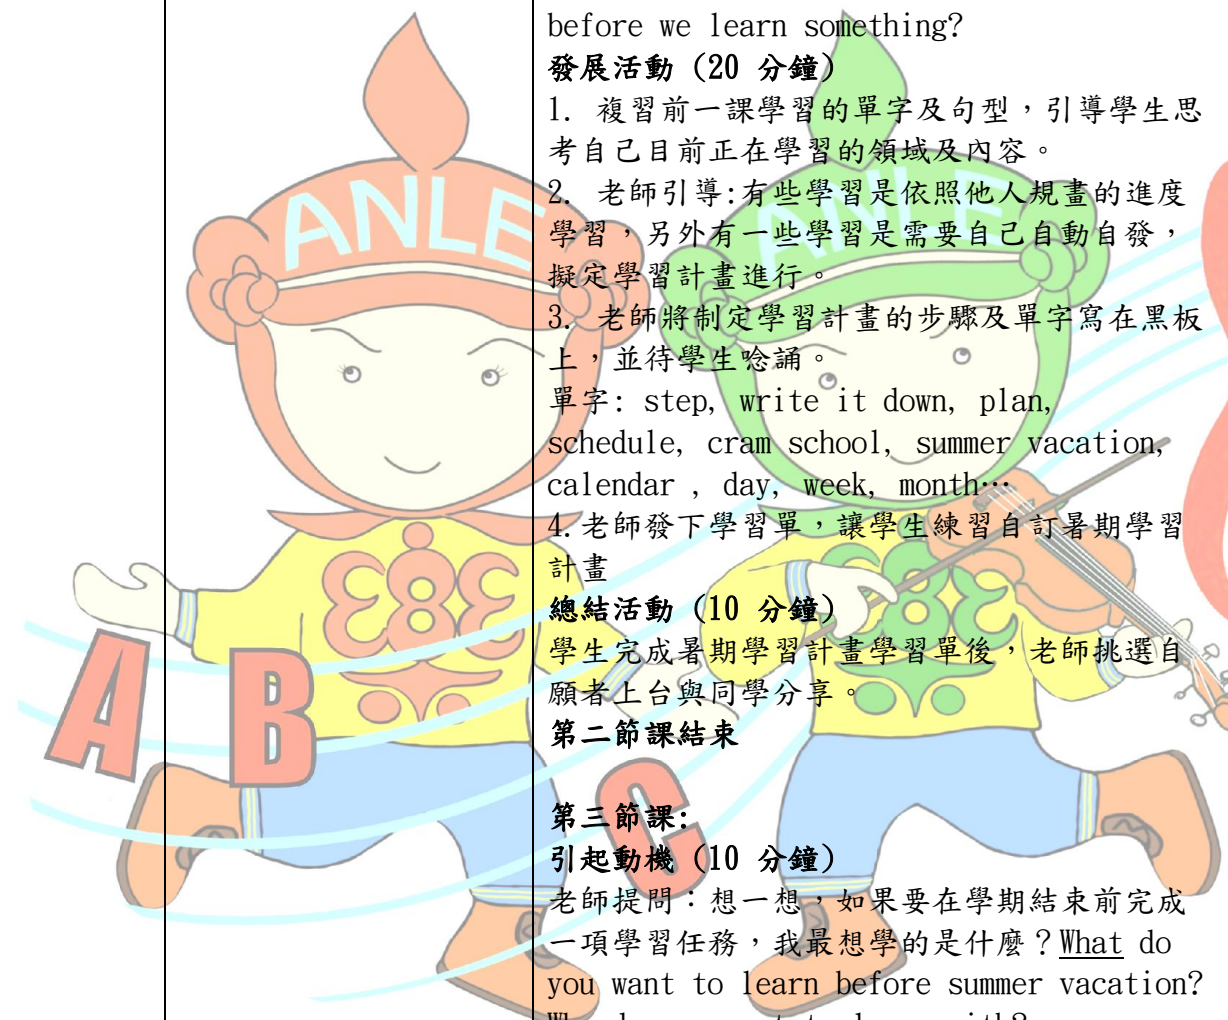 before we learn something?
發展活動 (20 分鐘)
1. 複習前一課學習的單字及句型，引導學生思
考自己目前正在學習的領域及內容。
2. 老師引導:有些學習是依照他人規畫的進度
學習，另外有一些學習是需要自己自動自發，
擬定學習計畫進行。
3. 老師將制定學習計畫的步驟及單字寫在黑板
上，並待學生唸誦。
單字: step, write it down, plan,
schedule, cram school, summer vacation,
calendar , day, week, month…
4.老師發下學習單，讓學生練習自訂暑期學習
計畫
總結活動 (10 分鐘)
學生完成暑期學習計畫學習單後，老師挑選自
願者上台與同學分享。
第二節課結束
第三節課:
引起動機 (10 分鐘)
老師提問：想一想，如果要在學期結束前完成
一項學習任務，我最想學的是什麼？What do
you want to learn before summer vacation?
ANLE
ANLE
A
B
C